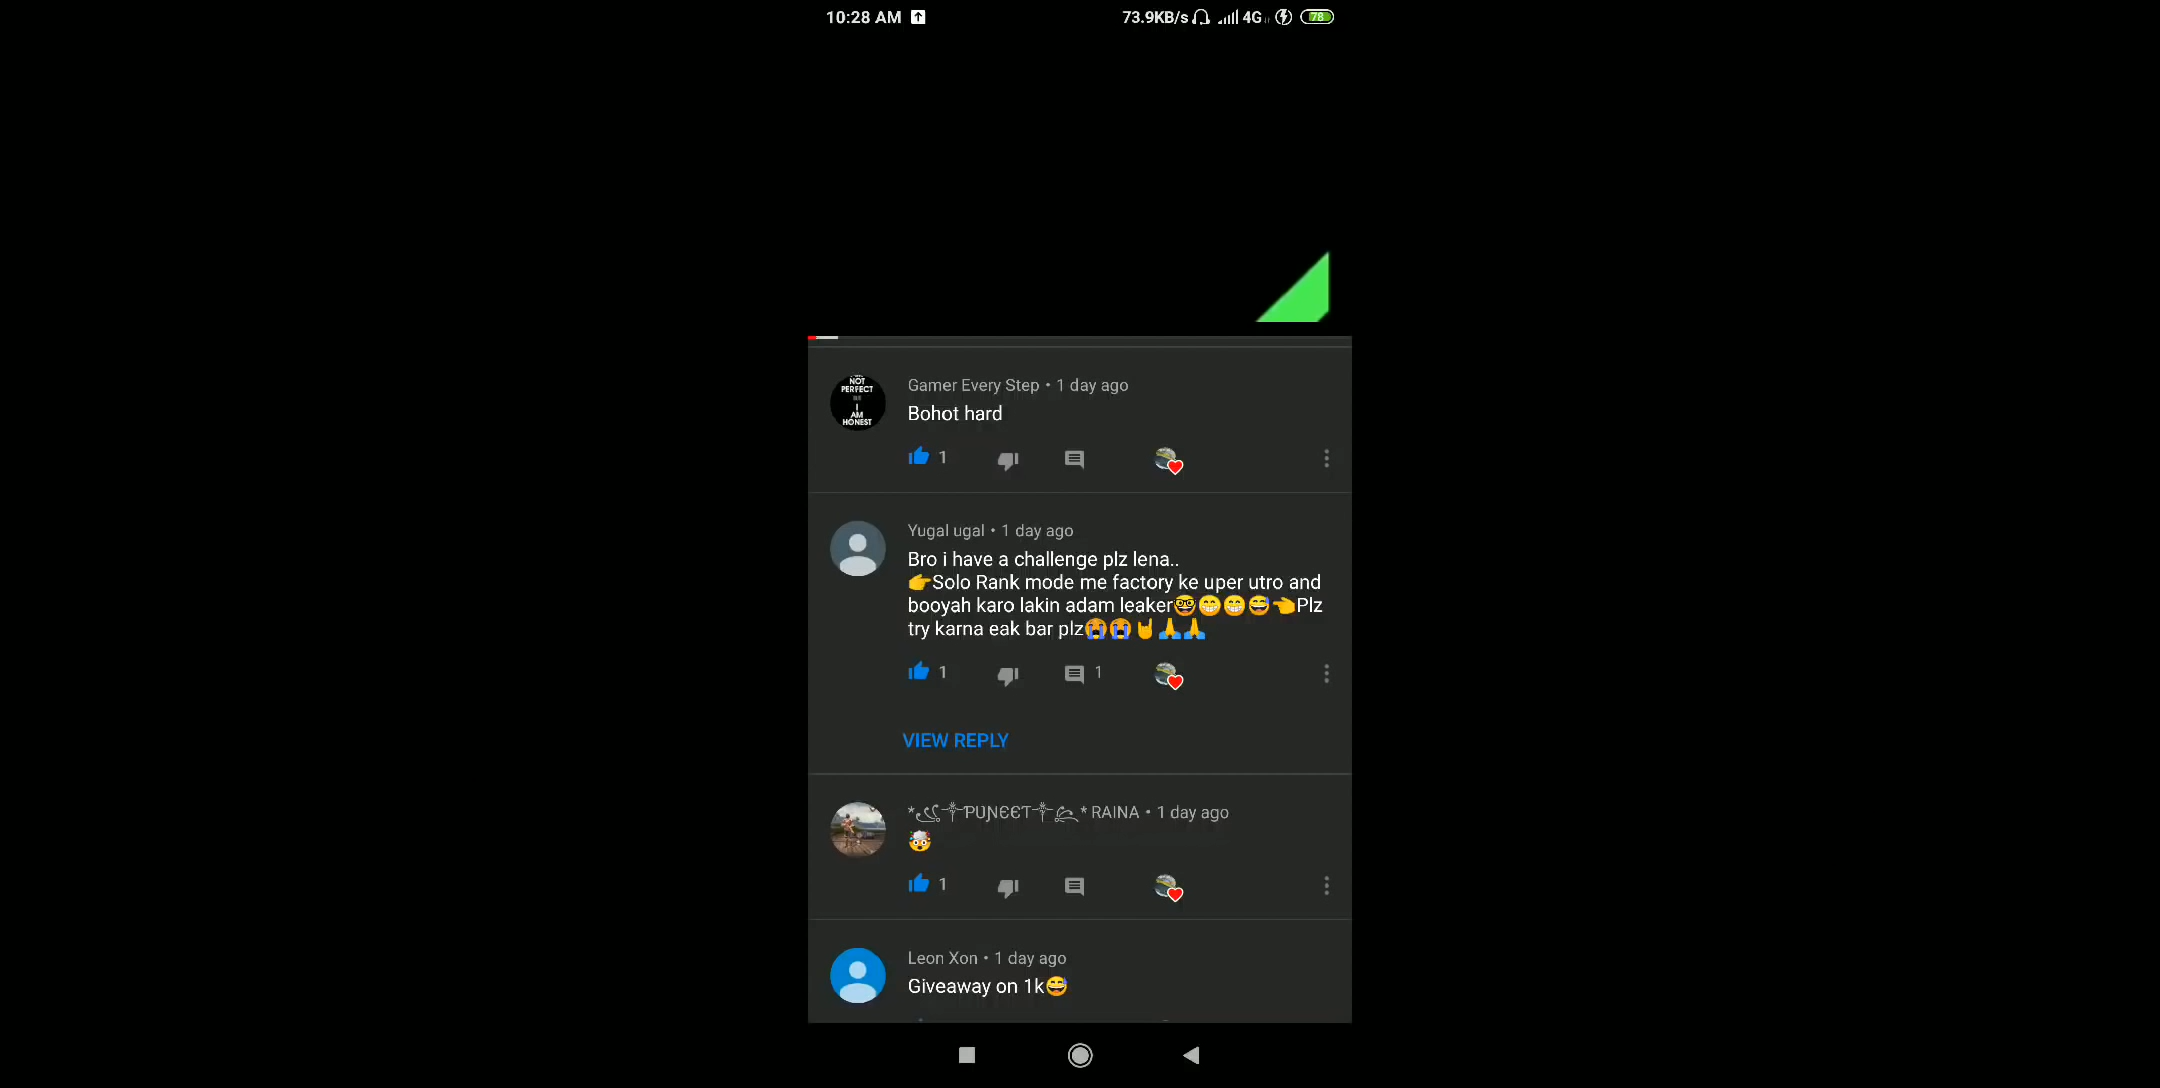 10:28 AM 73.9KB/s 4G 78
NOT
PERFECT
I
AM
HONEST
Gamer Every Step • 1 day ago
Bohot hard
1
Yugal ugal • 1 day ago
Bro i have a challenge plz lena..
👉Solo Rank mode me factory ke uper utro and
booyah karo lakin adam leaker🤓😁😁😅👈Plz
try karna eak bar plz😭😭🤘🙏🙏
1 1
VIEW REPLY
RAINA • 1 day ago
🤯
1
Leon Xon • 1 day ago
Giveaway on 1k😅